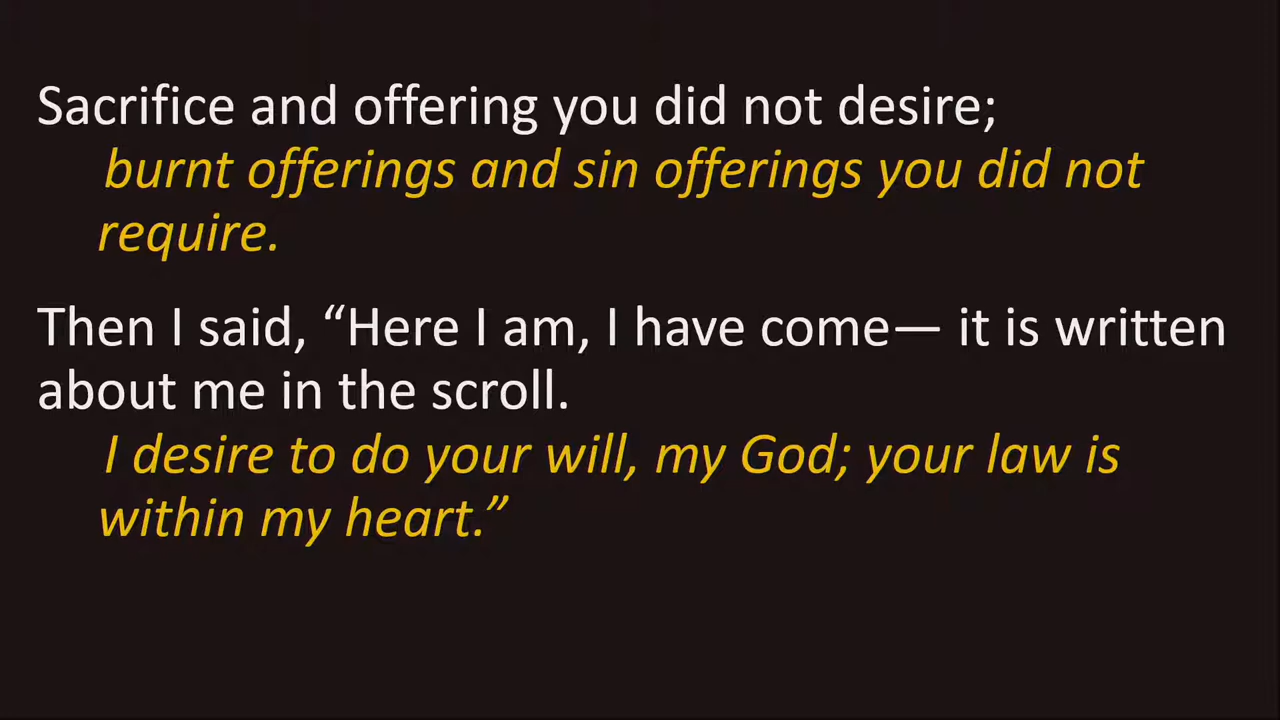 Sacrifice and offering you did not desire;
burnt offerings and sin offerings you did not
require.
Then I said, “Here I am, I have come— it is written
about me in the scroll.
I desire to do your will, my God; your law is
within my heart.”